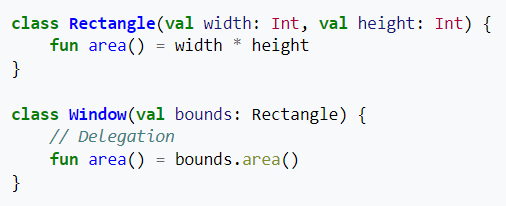 class Rectangle(val width: Int, val height: Int) {
    fun area() = width * height
}

class Window(val bounds: Rectangle) {
    // Delegation
    fun area() = bounds.area()
}